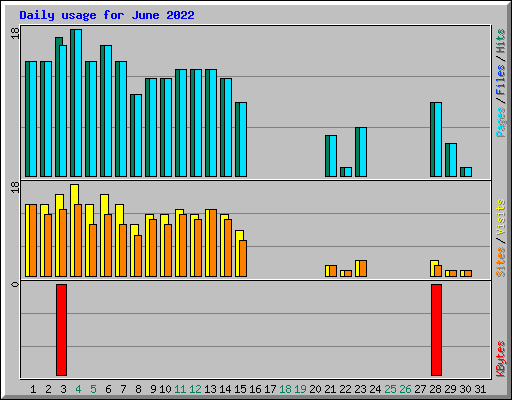 Daily usage for June 2022
18
Pages / Files / Hits
18
Sites / Visits
0
KBytes
1 2 3 4 5 6 7 8 9 10 11 12 13 14 15 16 17 18 19 20 21 22 23 24 25 26 27 28 29 30 31